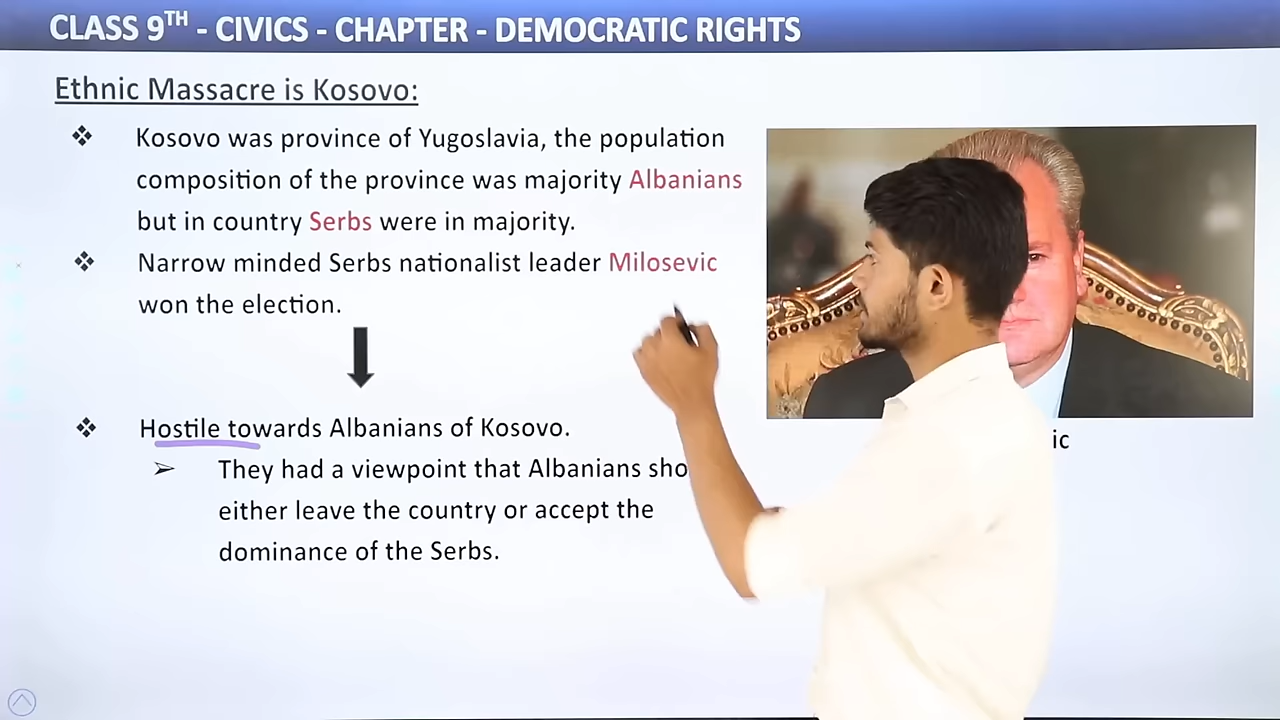 CLASS 9TH - CIVICS - CHAPTER - DEMOCRATIC RIGHTS
Ethnic Massacre is Kosovo:
❖ Kosovo was province of Yugoslavia, the population
composition of the province was majority Albanians
but in country Serbs were in majority.
❖ Narrow minded Serbs nationalist leader Milosevic
won the election.
❖ Hostile towards Albanians of Kosovo.
➢ They had a viewpoint that Albanians sho
either leave the country or accept the
dominance of the Serbs.
ic